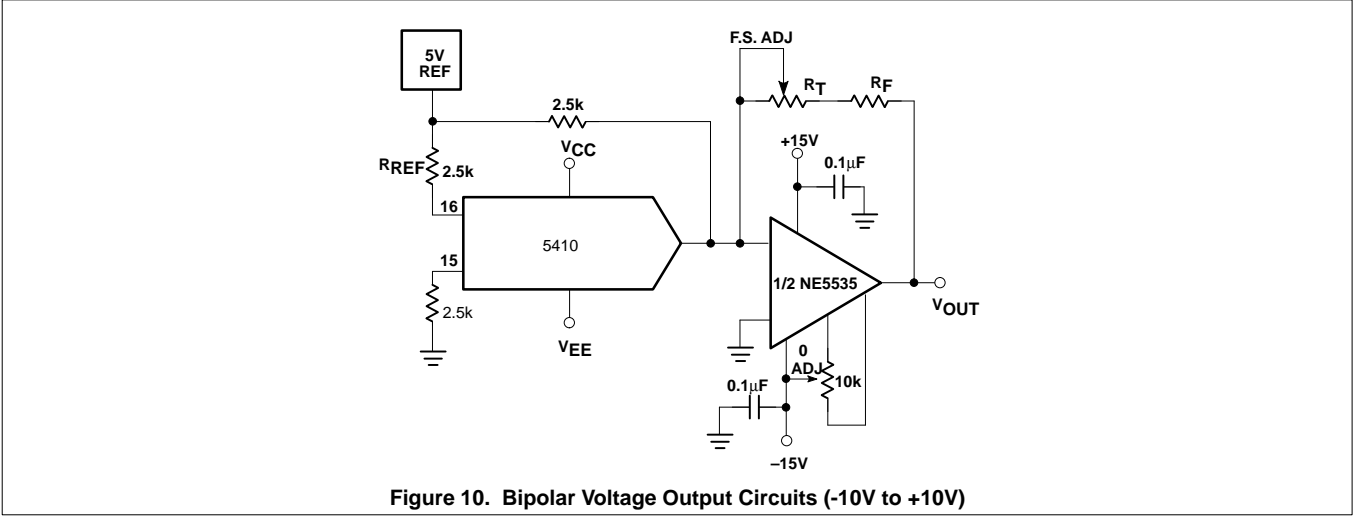 F.S. ADJ
5V
REF
RT
RF
2.5k
+15V
VCC
0.1µF
RREF
2.5k
16
5410
15
1/2 NE5535
2.5k
VOUT
VEE
0
ADJ
10k
0.1µF
–15V
Figure 10. Bipolar Voltage Output Circuits (-10V to +10V)